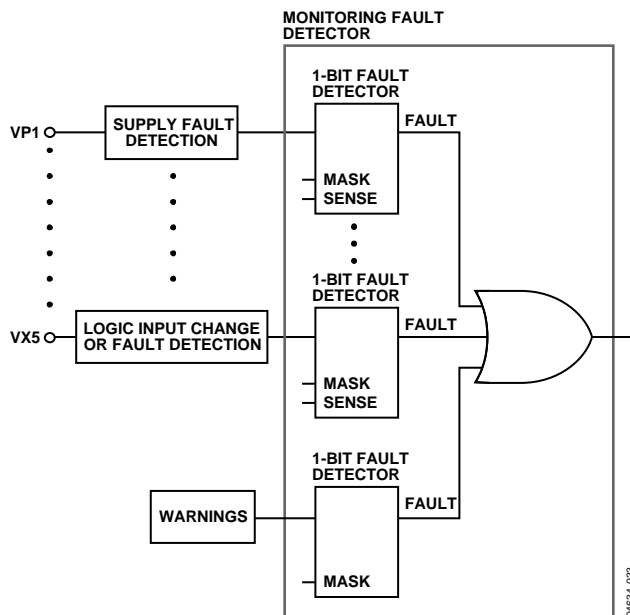 MONITORING FAULT
DETECTOR
1-BIT FAULT
DETECTOR
VP1
SUPPLY FAULT
DETECTION
FAULT
MASK
SENSE
1-BIT FAULT
DETECTOR
VX5
LOGIC INPUT CHANGE
OR FAULT DETECTION
FAULT
MASK
SENSE
1-BIT FAULT
DETECTOR
WARNINGS
FAULT
MASK